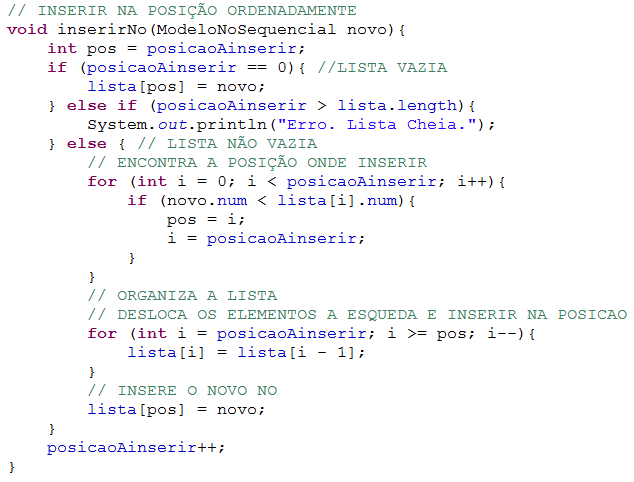 // INSERIR NA POSIÇÃO ORDENADAMENTE
void inserirNo(ModeloNoSequencial novo){
    int pos = posicaoAinserir;
    if (posicaoAinserir == 0){ //LISTA VAZIA
        lista[pos] = novo;
    } else if (posicaoAinserir > lista.length){
        System.out.println("Erro. Lista Cheia.");
    } else { // LISTA NÃO VAZIA
        // ENCONTRA A POSIÇÃO ONDE INSERIR
        for (int i = 0; i < posicaoAinserir; i++){
            if (novo.num < lista[i].num){
                pos = i;
                i = posicaoAinserir;
            }
        }
        // ORGANIZA A LISTA
        // DESLOCA OS ELEMENTOS A ESQUEDA E INSERIR NA POSICAO
        for (int i = posicaoAinserir; i >= pos; i--){
            lista[i] = lista[i - 1];
        }
        // INSERE O NOVO NO
        lista[pos] = novo;
    }
    posicaoAinserir++;
}